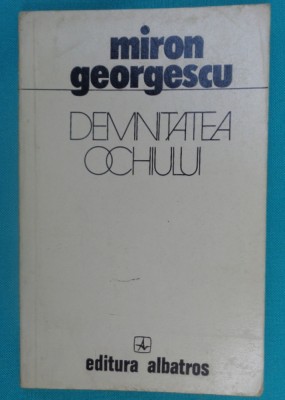 miron
georgescu
DEMNITATEA
OCHIULUI
A
editura albatros